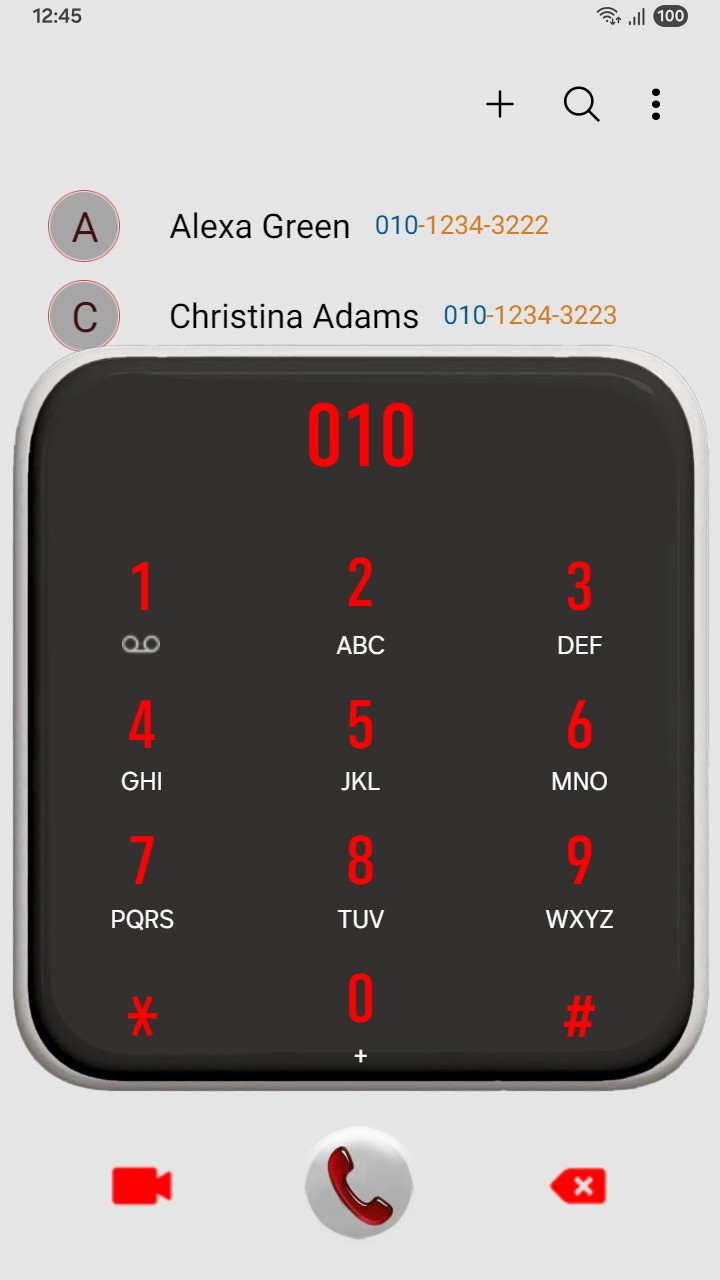 12:45 100
A Alexa Green 010-1234-3222
C Christina Adams 010-1234-3223
010
1 2 3
ABC DEF
4 5 6
GHI JKL MNO
7 8 9
PQRS TUV WXYZ
* 0 #
+